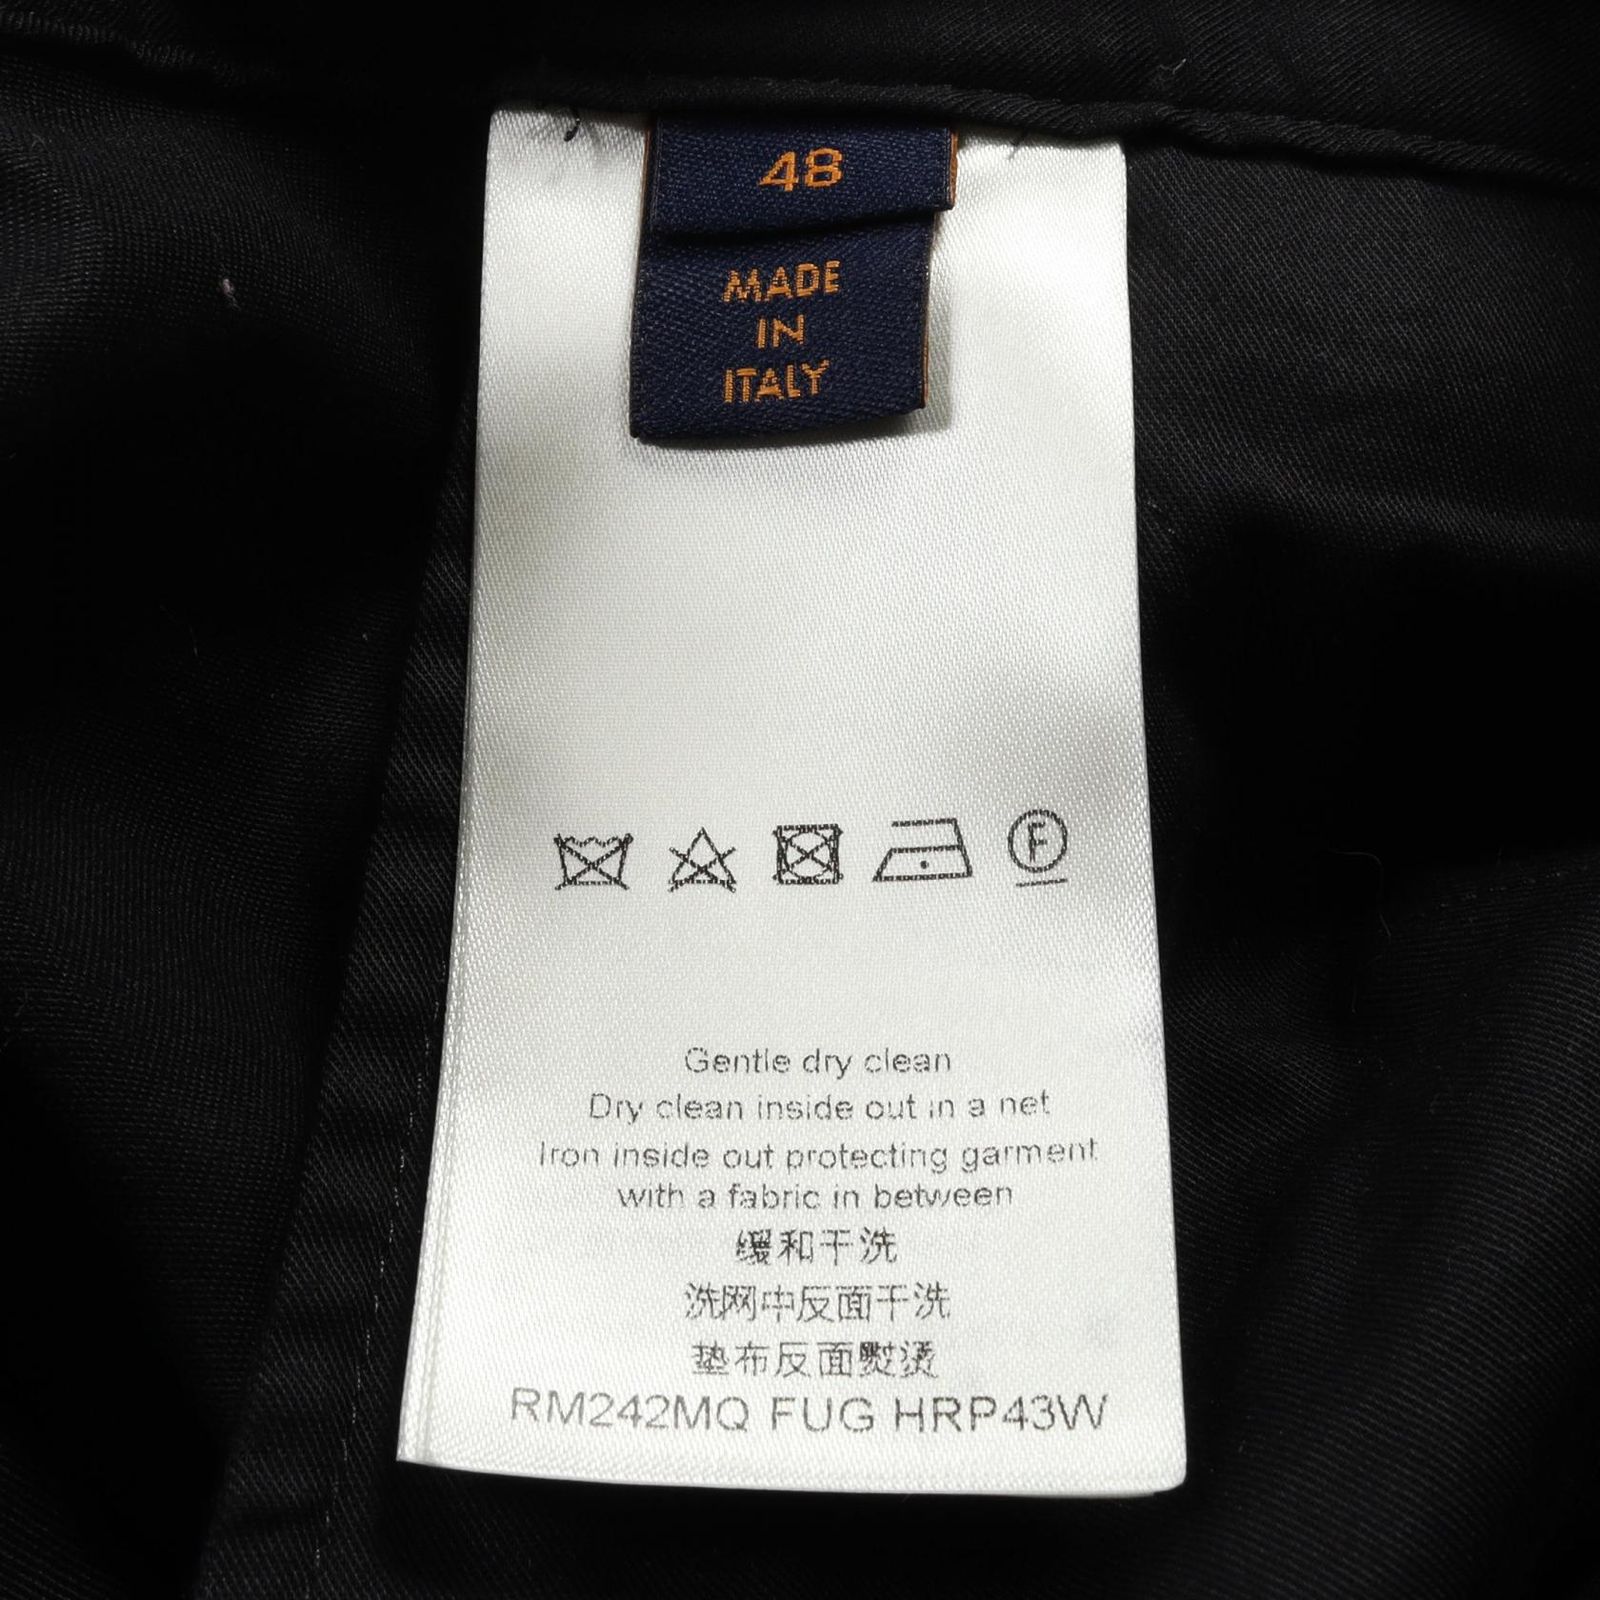 48
MADE
IN
ITALY
F
Gentle dry clean
Dry clean inside out in a net
Iron inside out protecting garment
with a fabric in between
缓和干洗
洗网中反面干洗
垫布反面熨烫
RM242MQ FUG HRP43W